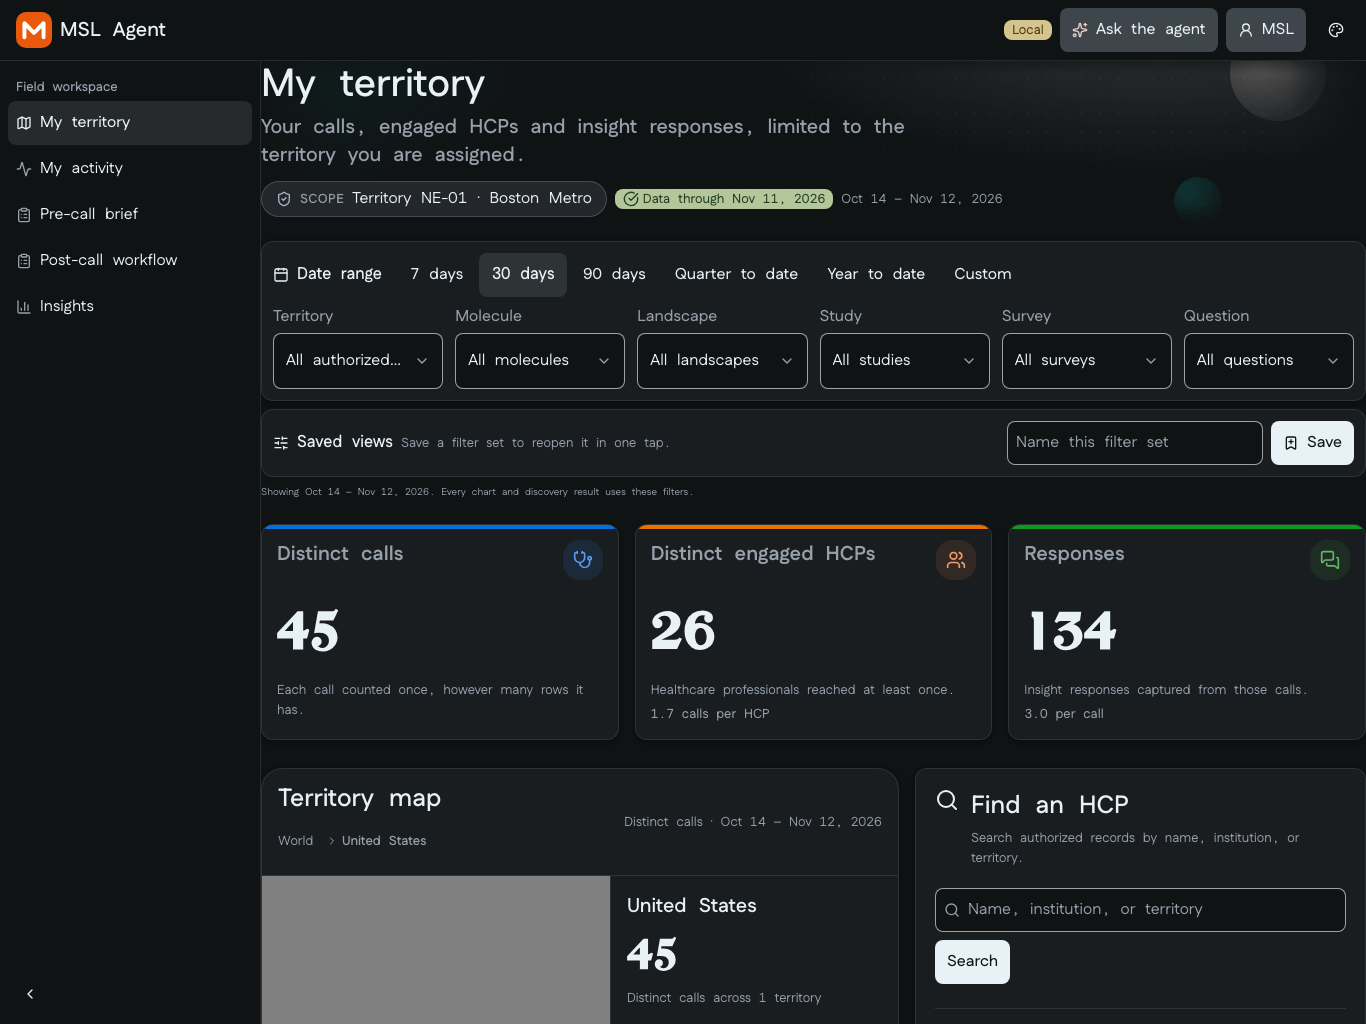 MSL Agent
Local
Ask the agent
MSL
Field workspace
My territory
My activity
Pre-call brief
Post-call workflow
Insights
My territory
Your calls, engaged HCPs and insight responses, limited to the
territory you are assigned.
SCOPE Territory NE-01 · Boston Metro
Data through Nov 11, 2026
Oct 14 – Nov 12, 2026
Date range
7 days
30 days
90 days
Quarter to date
Year to date
Custom
Territory
Molecule
Landscape
Study
Survey
Question
All authorized...
All molecules
All landscapes
All studies
All surveys
All questions
Saved views
Save a filter set to reopen it in one tap.
Name this filter set
Save
Showing Oct 14 – Nov 12, 2026. Every chart and discovery result uses these filters.
Distinct calls
45
Each call counted once, however many rows it
has.
Distinct engaged HCPs
26
Healthcare professionals reached at least once.
1.7 calls per HCP
Responses
134
Insight responses captured from those calls.
3.0 per call
Territory map
World > United States
Distinct calls · Oct 14 – Nov 12, 2026
United States
45
Distinct calls across 1 territory
Find an HCP
Search authorized records by name, institution, or
territory.
Name, institution, or territory
Search